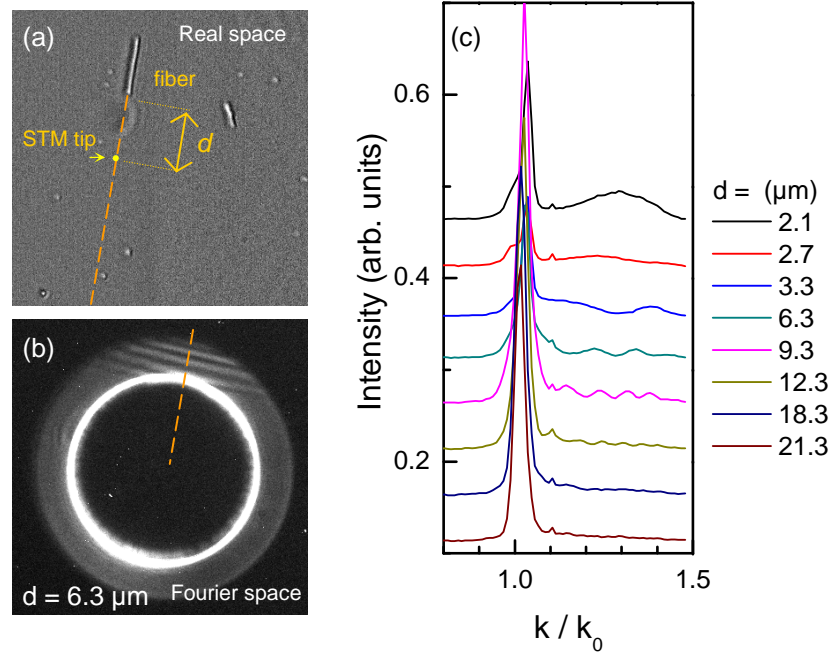 (a)
Real space
fiber
STM tip
d
(b)
d = 6.3 µm
Fourier space
(c)
Intensity (arb. units)
0.6
0.4
0.2
1.0
1.5
k / k₀
d = (µm)
2.1
2.7
3.3
6.3
9.3
12.3
18.3
21.3